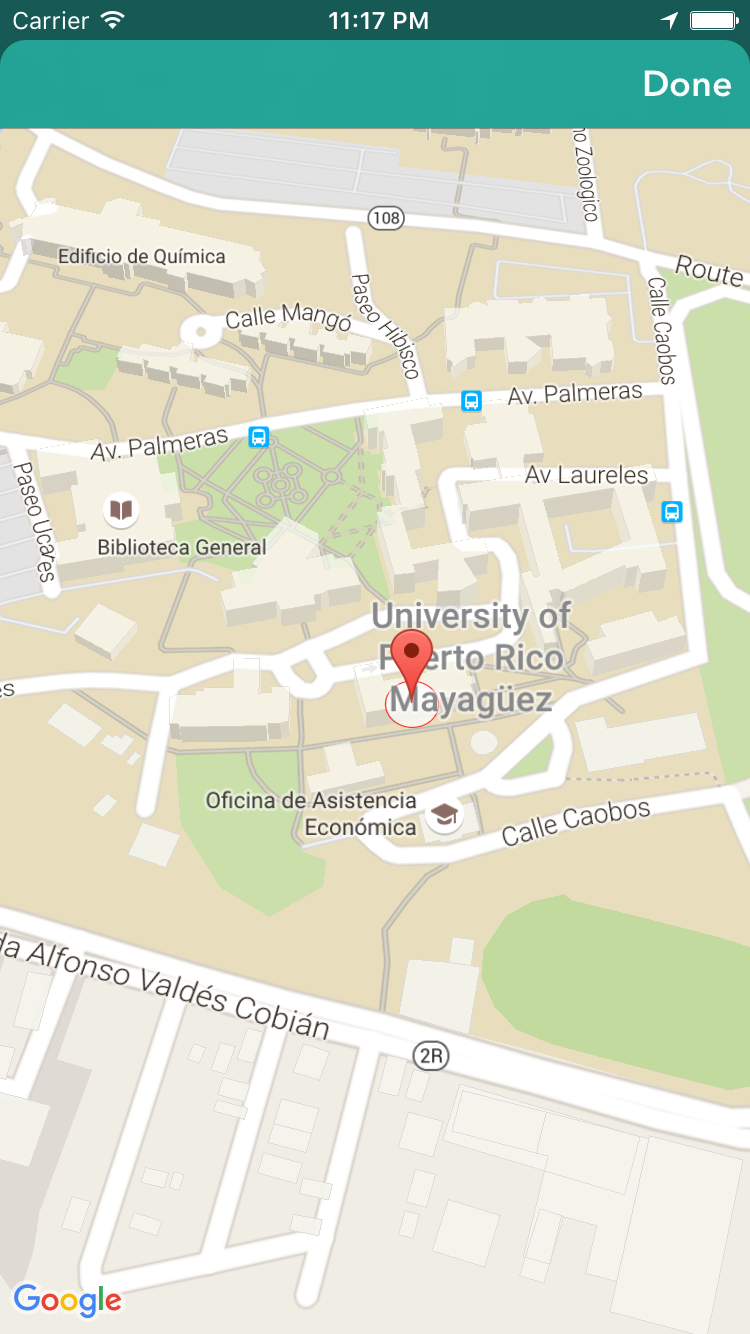 Carrier 11:17 PM
Done
no Zoologico
108
Edificio de Química
Route
Calle Mangó
Paseo Hibisco
Calle Caobos
Av. Palmeras
Av. Palmeras
Av Laureles
Paseo Ucares
Biblioteca General
University of
Puerto Rico
Mayagüez
es
Oficina de Asistencia
Económica
Calle Caobos
da Alfonso Valdés Cobián
2R
Google